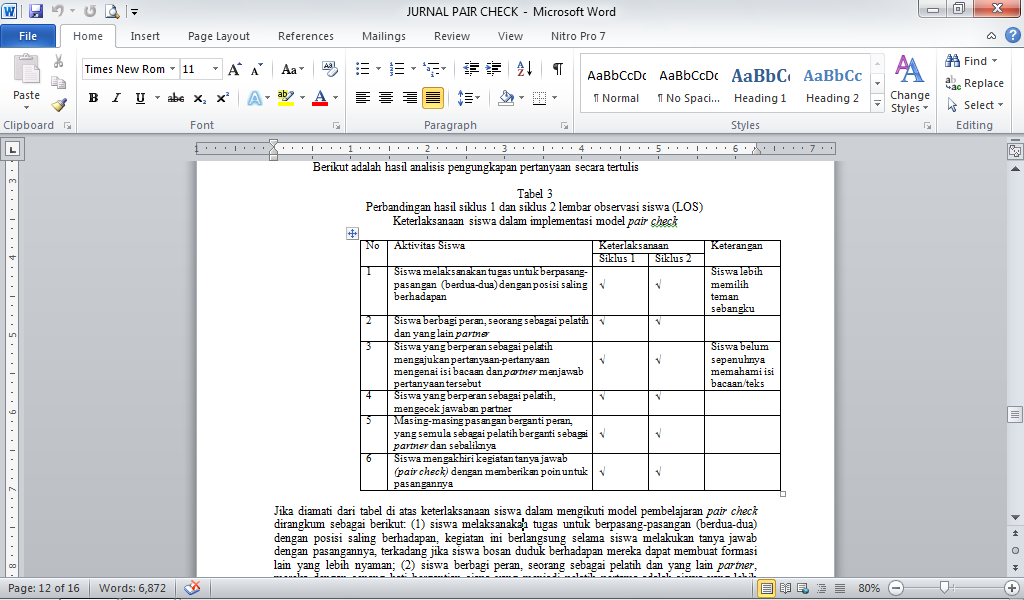 JURNAL PAIR CHECK - Microsoft Word
File Home Insert Page Layout References Mailings Review View Nitro Pro 7
Paste
Clipboard
Times New Rom 11
Font
Paragraph
AaBbCcDc AaBbCcDc AaBbC AaBbCc
¶ Normal ¶ No Spaci... Heading 1 Heading 2
Change Styles
Styles
Find
Replace
Select
Editing
Berikut adalah hasil analisis pengungkapan pertanyaan secara tertulis
Tabel 3
Perbandingan hasil siklus 1 dan siklus 2 lembar observasi siswa (LOS)
Keterlaksanaan siswa dalam implementasi model pair check
No Aktivitas Siswa Keterlaksanaan Keterangan
Siklus 1 Siklus 2
1 Siswa melaksanakan tugas untuk berpasang-
pasangan (berdua-dua) dengan posisi saling
berhadapan
√ √
Siswa lebih
memilih
teman
sebangku
2 Siswa berbagi peran, seorang sebagai pelatih
dan yang lain partner
√ √
3 Siswa yang berperan sebagai pelatih
mengajukan pertanyaan-pertanyaan
mengenai isi bacaan dan partner menjawab
pertanyaan tersebut
√ √
Siswa belum
sepenuhnya
memahami isi
bacaan/teks
4 Siswa yang berperan sebagai pelatih,
mengecek jawaban partner
√ √
5 Masing-masing pasangan berganti peran,
yang semula sebagai pelatih berganti sebagai
partner dan sebaliknya
√ √
6 Siswa mengakhiri kegiatan tanya jawab
(pair check) dengan memberikan poin untuk
pasangannya
√ √
Jika diamati dari tabel di atas keterlaksanaan siswa dalam mengikuti model pembelajaran pair check
dirangkum sebagai berikut: (1) siswa melaksanakan tugas untuk berpasang-pasangan (berdua-dua)
dengan posisi saling berhadapan, kegiatan ini berlangsung selama siswa melakukan tanya jawab
dengan pasangannya, terkadang jika siswa bosan duduk berhadapan mereka dapat membuat formasi
lain yang lebih nyaman; (2) siswa berbagi peran, seorang sebagai pelatih dan yang lain partner,
Page: 12 of 16 Words: 6,872 80%